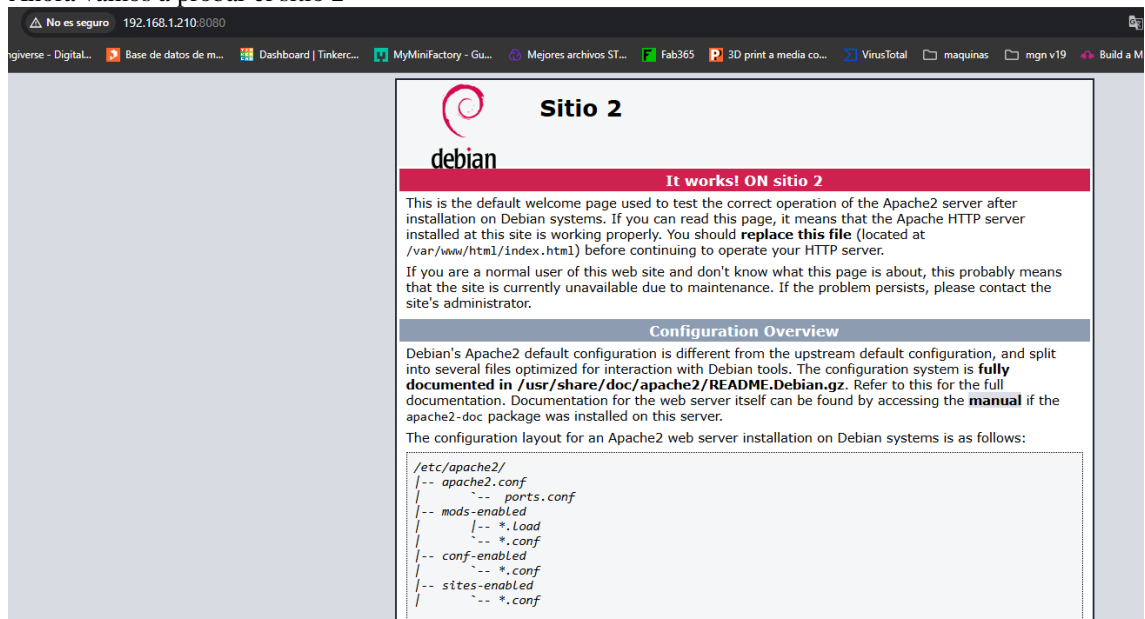 Ahora vamos a probar el sitio 2
No es seguro 192.168.1.210:8080
ngiverse - Digital... Base de datos de m... Dashboard | Tinkerc... MyMiniFactory - Gu... Mejores archivos ST... Fab365 3D print a media co... VirusTotal maquinas mgn v19 Build a M
Sitio 2
debian
It works! ON sitio 2
This is the default welcome page used to test the correct operation of the Apache2 server after
installation on Debian systems. If you can read this page, it means that the Apache HTTP server
installed at this site is working properly. You should replace this file (located at
/var/www/html/index.html) before continuing to operate your HTTP server.
If you are a normal user of this web site and don't know what this page is about, this probably means
that the site is currently unavailable due to maintenance. If the problem persists, please contact the
site's administrator.
Configuration Overview
Debian's Apache2 default configuration is different from the upstream default configuration, and split
into several files optimized for interaction with Debian tools. The configuration system is fully
documented in /usr/share/doc/apache2/README.Debian.gz. Refer to this for the full
documentation. Documentation for the web server itself can be found by accessing the manual if the
apache2-doc package was installed on this server.
The configuration layout for an Apache2 web server installation on Debian systems is as follows:
/etc/apache2/
|-- apache2.conf
|       `--  ports.conf
|-- mods-enabled
|       |-- *.load
|       `-- *.conf
|-- conf-enabled
|       `-- *.conf
|-- sites-enabled
|       `-- *.conf